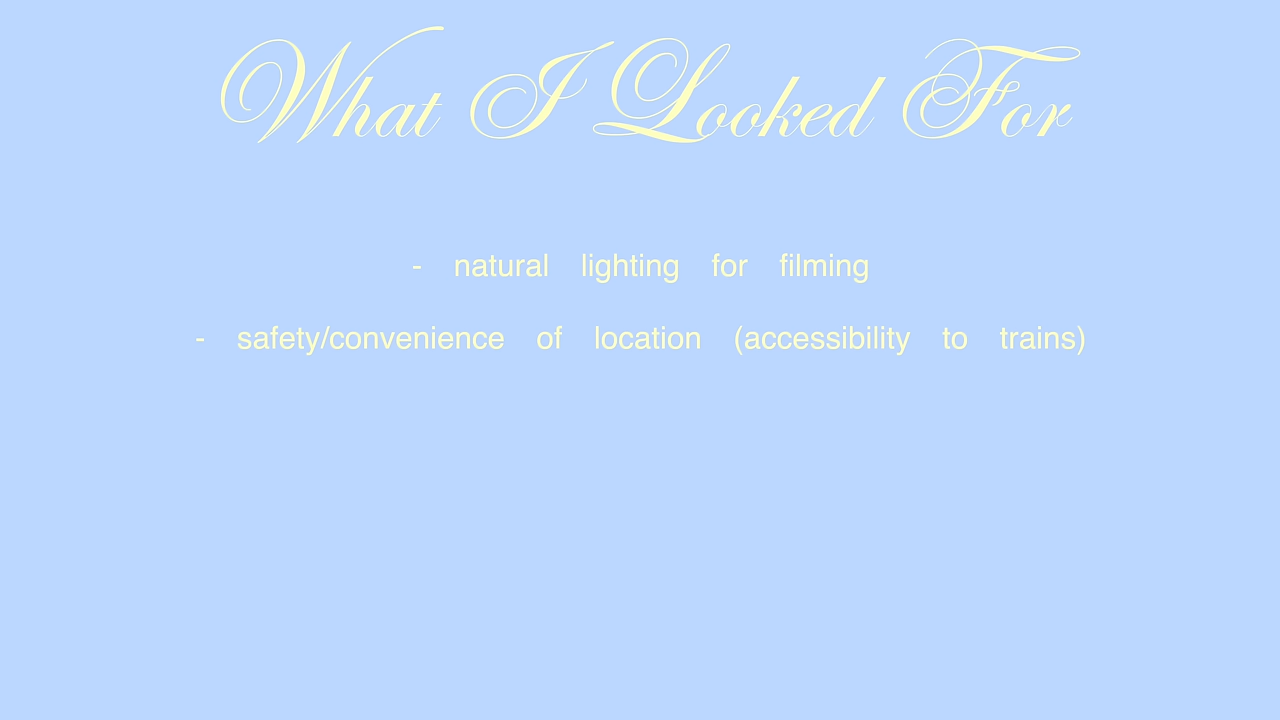 What I Looked For
- natural lighting for filming
- safety/convenience of location (accessibility to trains)